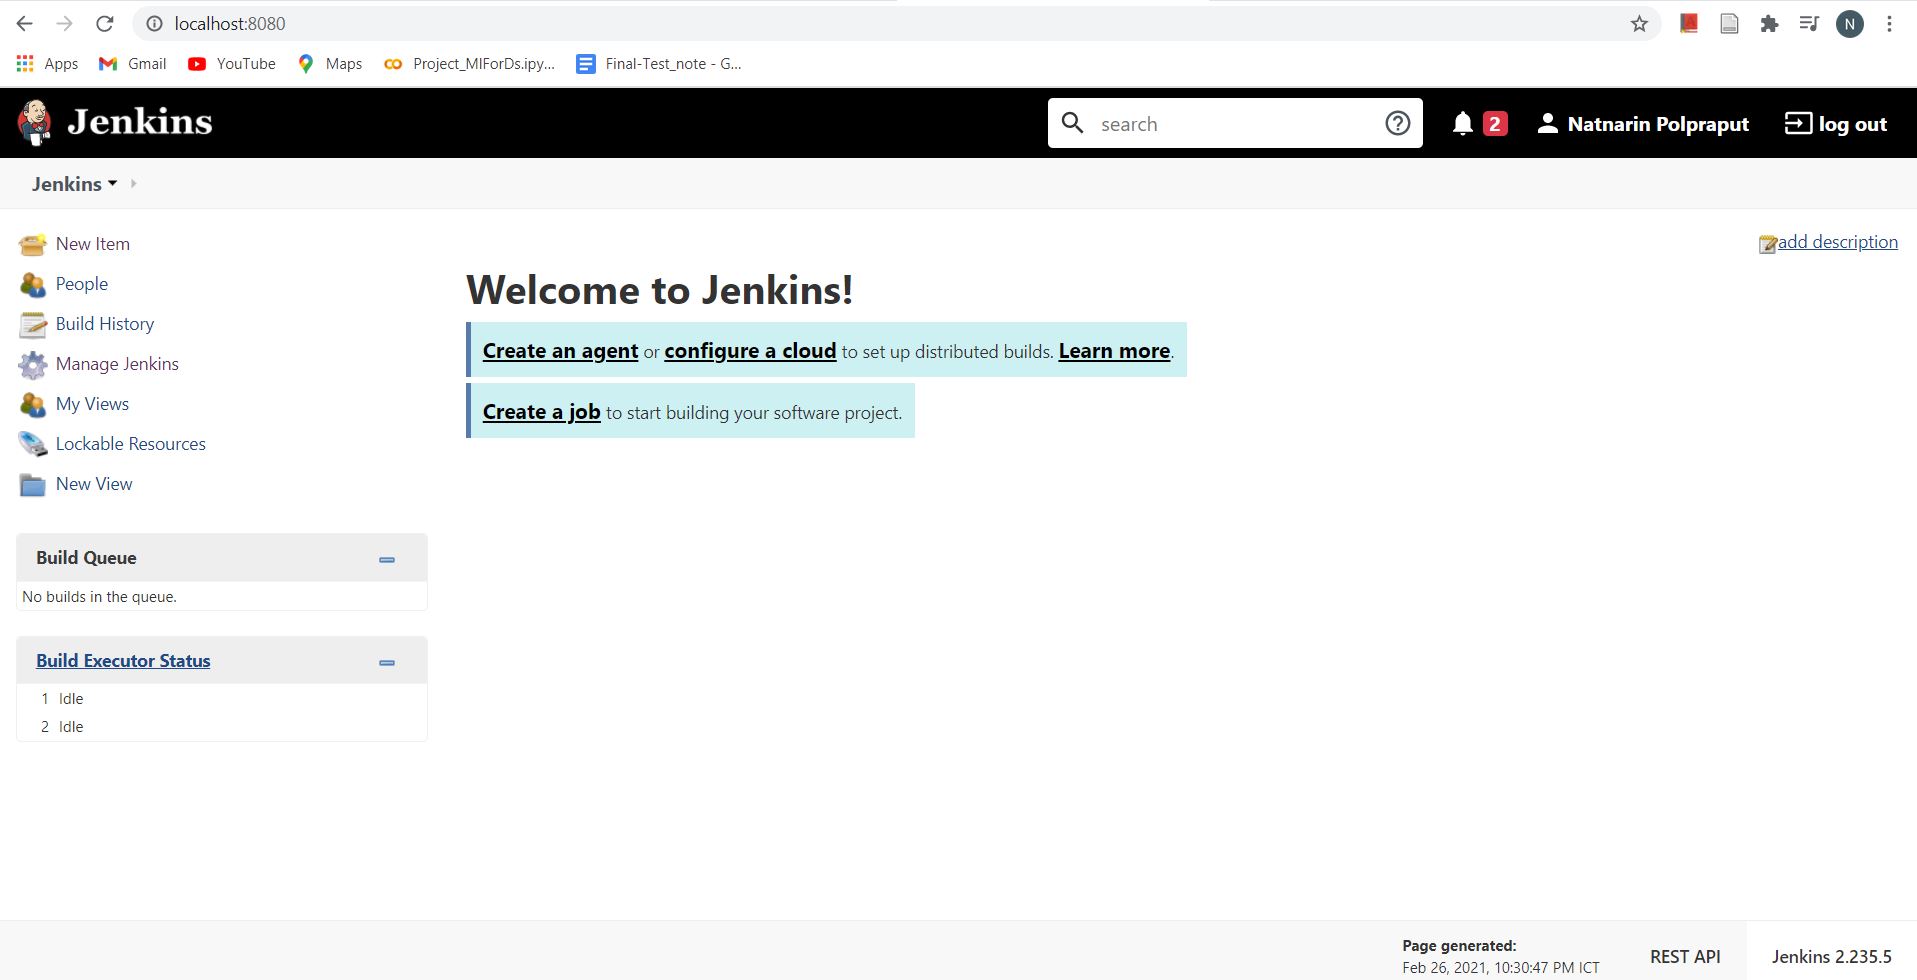 localhost:8080
N
Apps Gmail YouTube Maps Project_MIForDs.ipy... Final-Test_note - G...
Jenkins
search
2
Natnarin Polpraput
log out
Jenkins
New Item
People
Build History
Manage Jenkins
My Views
Lockable Resources
New View
add description
Welcome to Jenkins!
Create an agent or configure a cloud to set up distributed builds. Learn more.
Create a job to start building your software project.
Build Queue
No builds in the queue.
Build Executor Status
1 Idle
2 Idle
Page generated:
Feb 26, 2021, 10:30:47 PM ICT
REST API
Jenkins 2.235.5